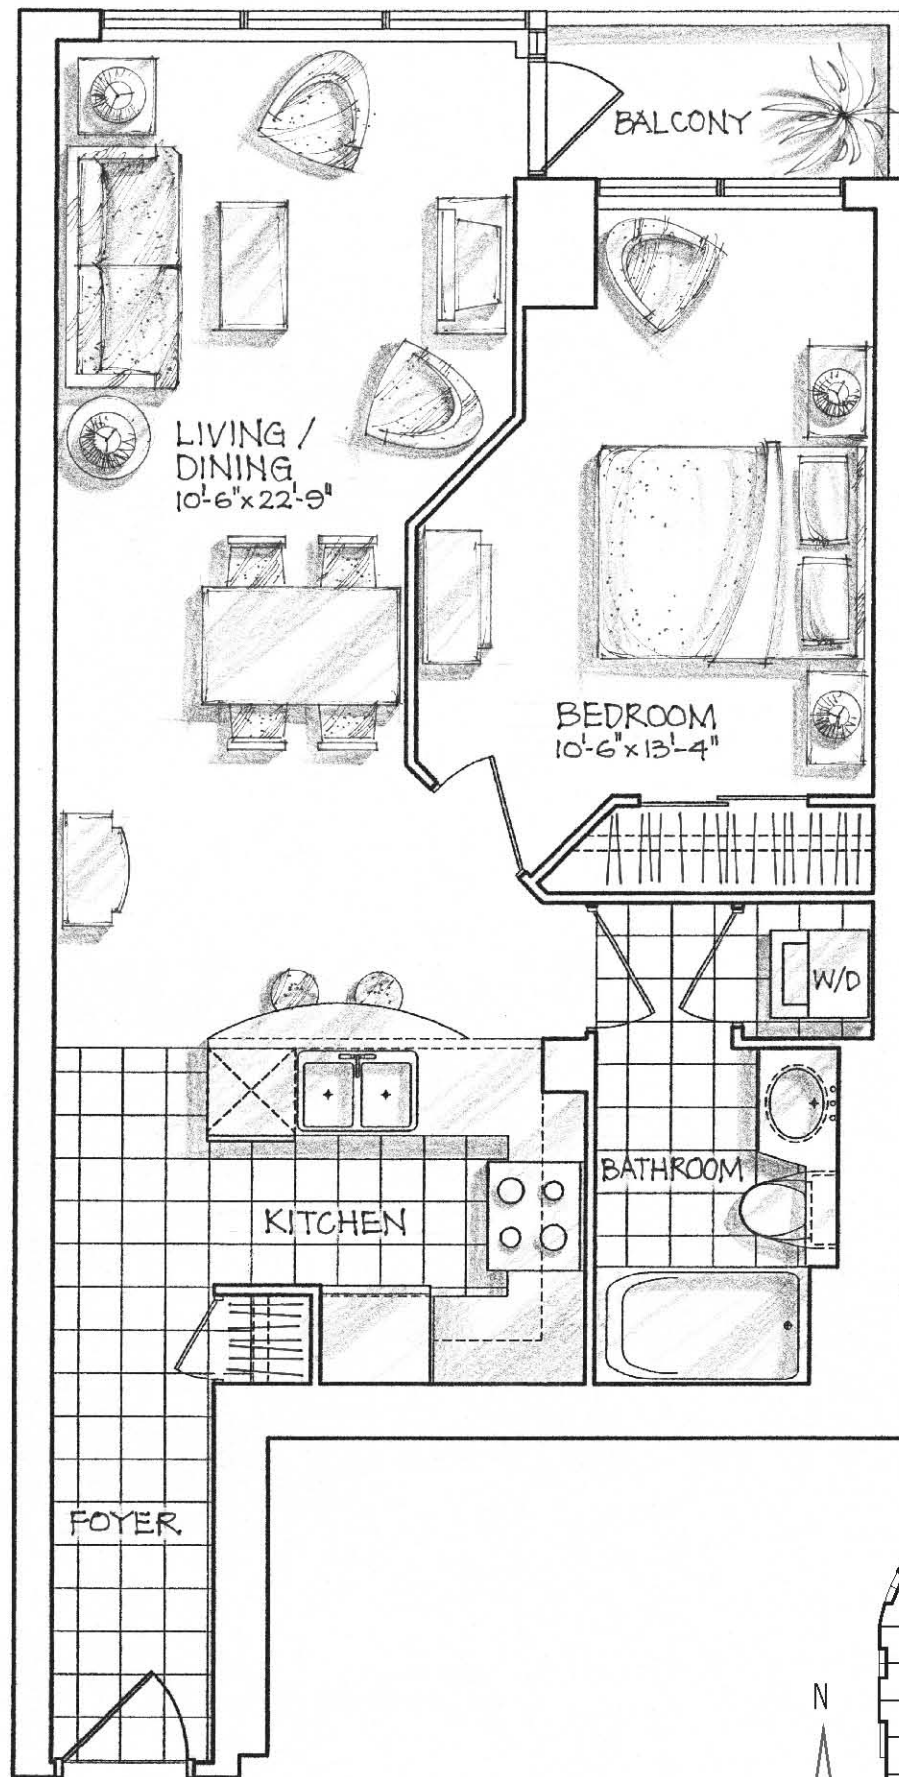 BALCONY
LIVING /
DINING
10'-6"x22'-9"
BEDROOM
10'-6"x13'-4"
W/D
BATHROOM
KITCHEN
FOYER
N